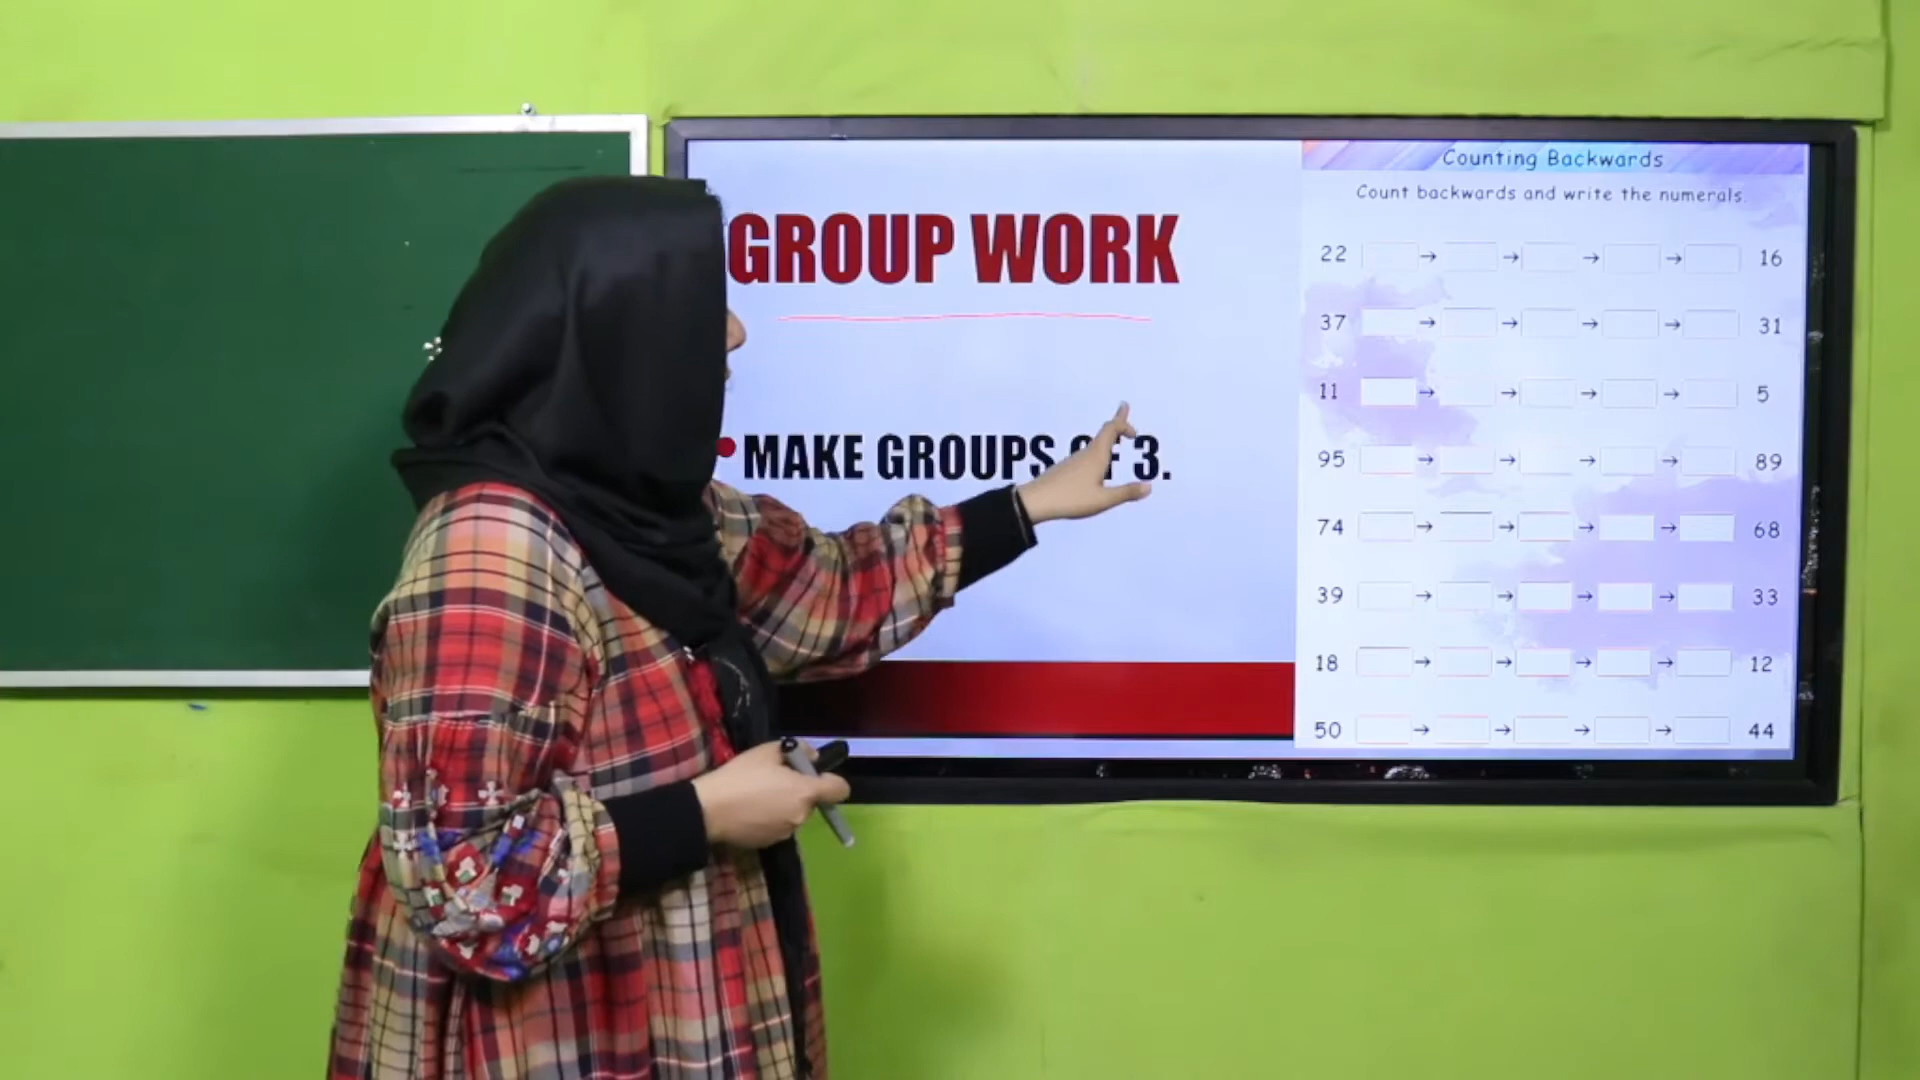 GROUP WORK
• MAKE GROUPS OF 3.
Counting Backwards
Count backwards and write the numerals.
22 → → → → 16
37 → → → → 31
11 → → → → 5
95 → → → → 89
74 → → → → 68
39 → → → → 33
18 → → → → 12
50 → → → → 44